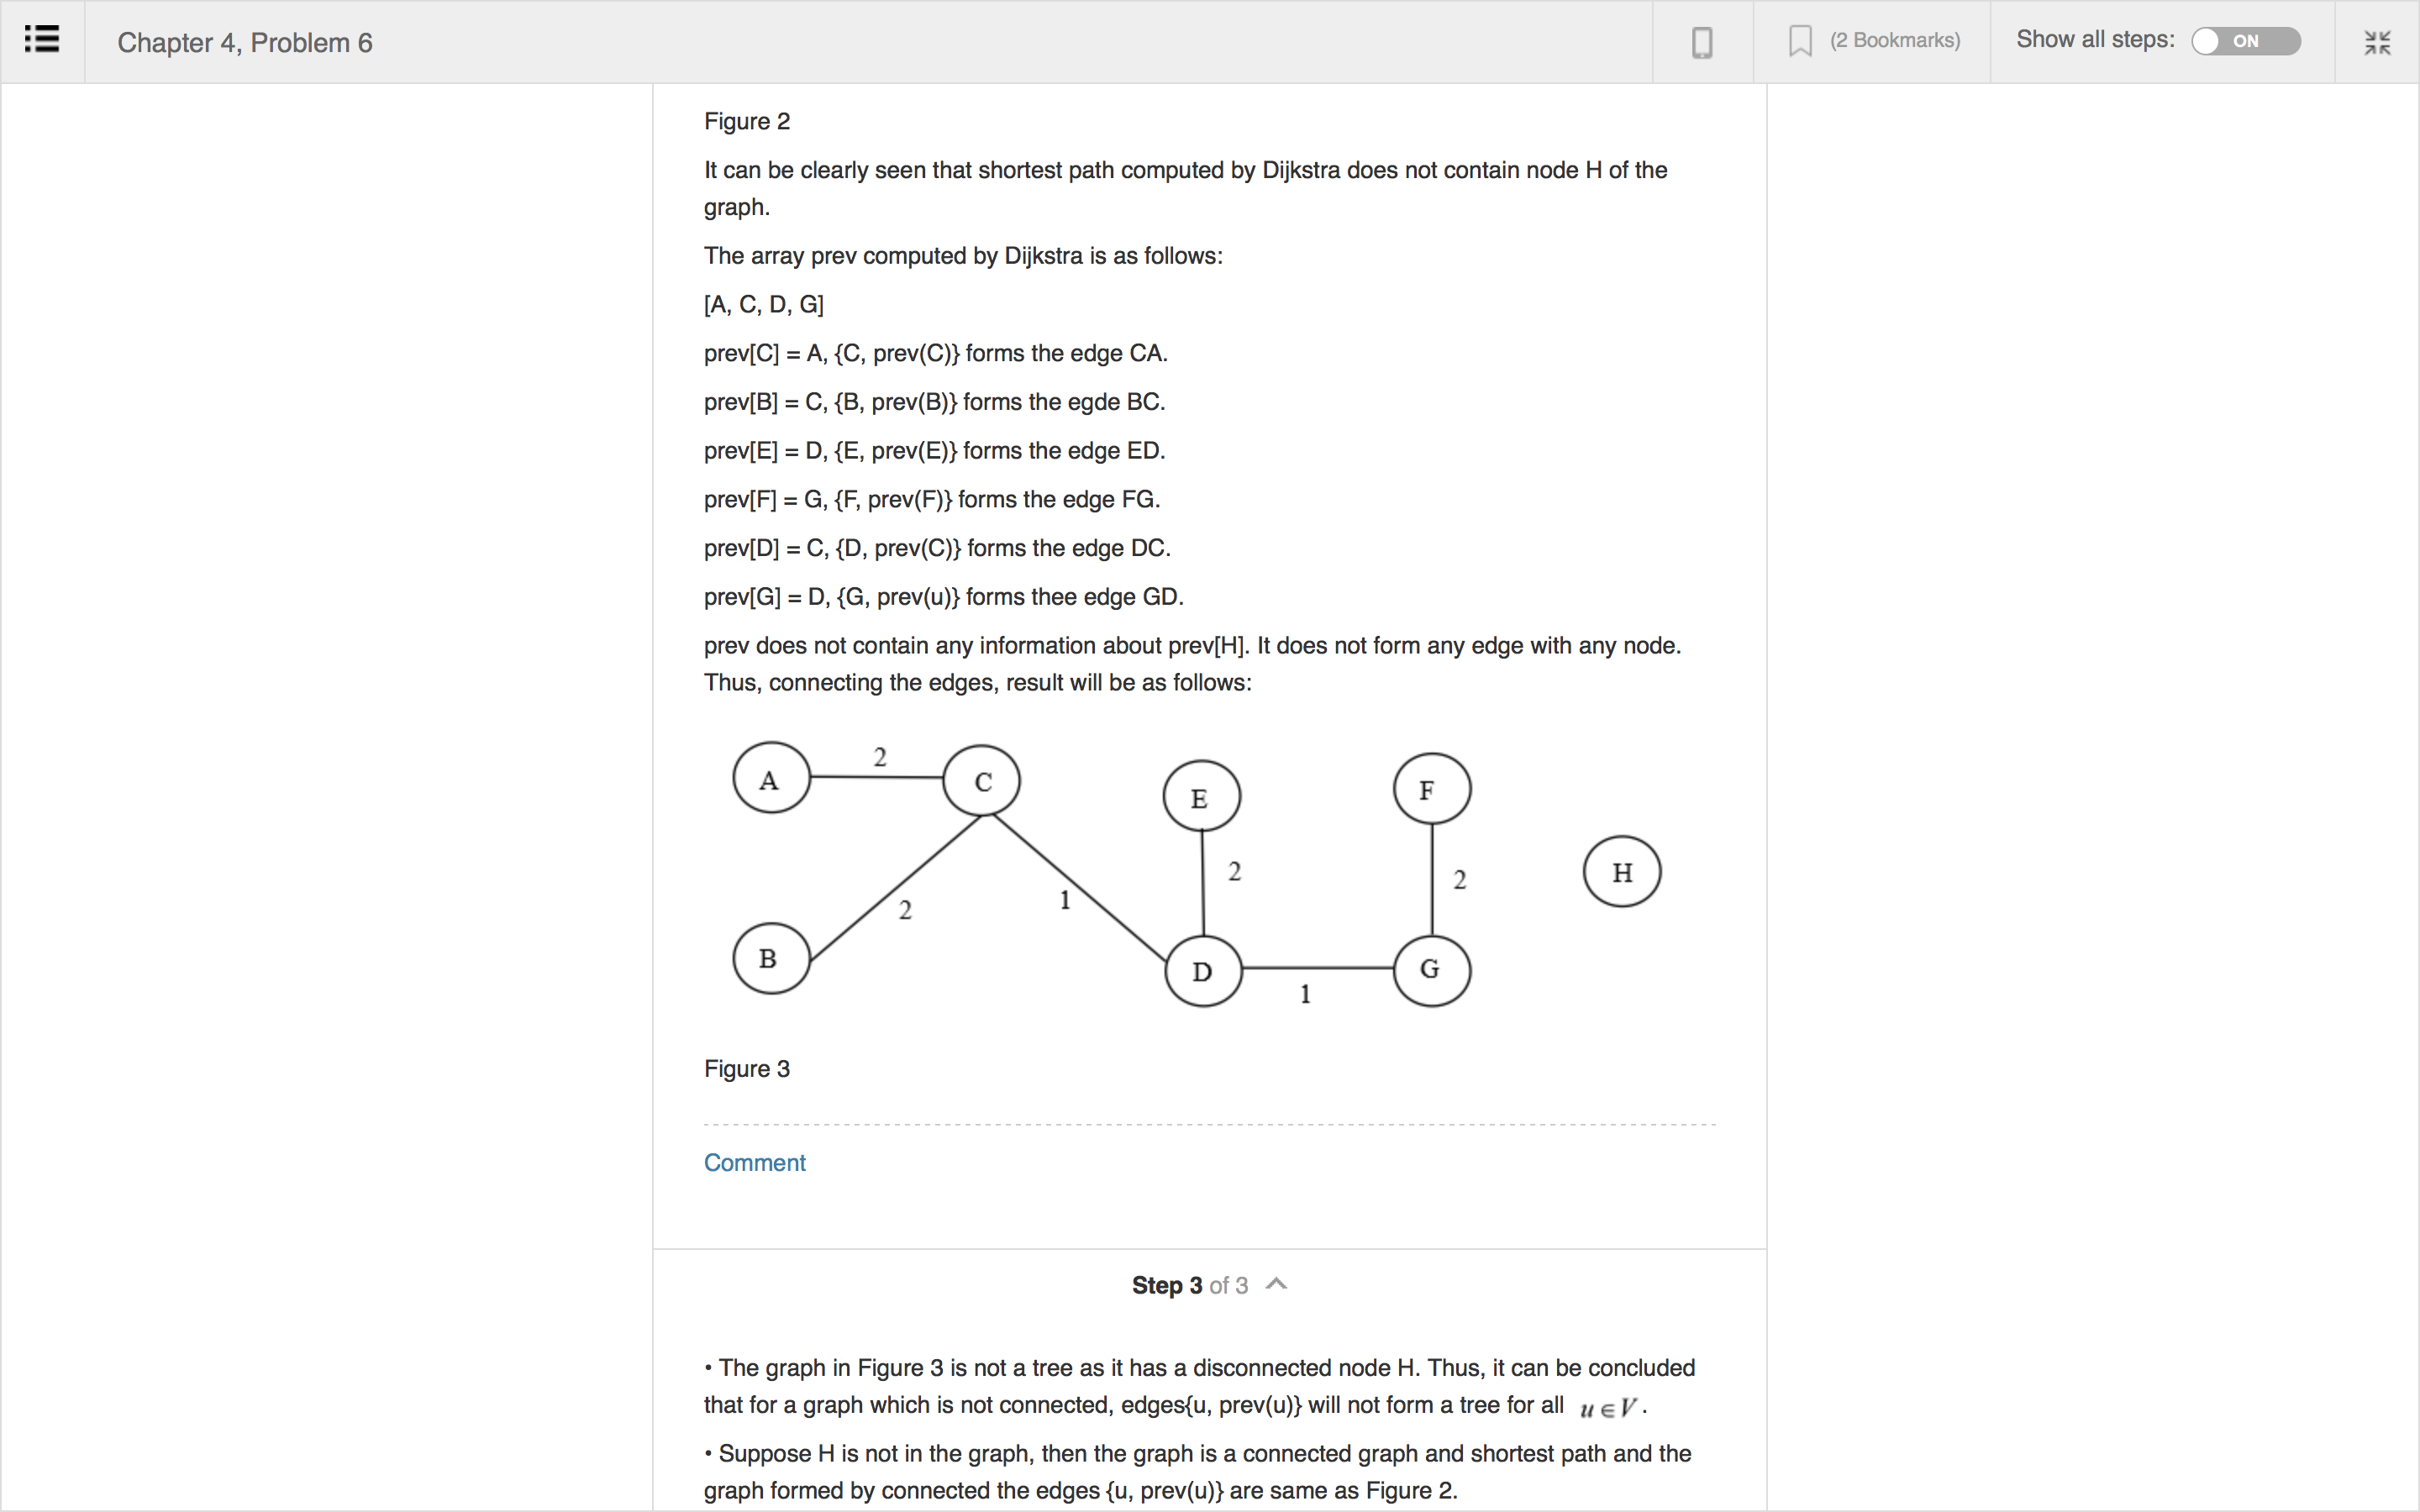 Chapter 4, Problem 6
(2 Bookmarks)
Show all steps:
ON
Figure 2
It can be clearly seen that shortest path computed by Dijkstra does not contain node H of the
graph.
The array prev computed by Dijkstra is as follows:
[A, C, D, G]
prev[C] = A, {C, prev(C)} forms the edge CA.
prev[B] = C, {B, prev(B)} forms the egde BC.
prev[E] = D, {E, prev(E)} forms the edge ED.
prev[F] = G, {F, prev(F)} forms the edge FG.
prev[D] = C, {D, prev(C)} forms the edge DC.
prev[G] = D, {G, prev(u)} forms thee edge GD.
prev does not contain any information about prev[H]. It does not form any edge with any node.
Thus, connecting the edges, result will be as follows:
A
2
C
E
F
H
2
1
2
2
B
D
1
G
Figure 3
Comment
Step 3 of 3
• The graph in Figure 3 is not a tree as it has a disconnected node H. Thus, it can be concluded
that for a graph which is not connected, edges{u, prev(u)} will not form a tree for all u ∈ V.
• Suppose H is not in the graph, then the graph is a connected graph and shortest path and the
graph formed by connected the edges {u, prev(u)} are same as Figure 2.